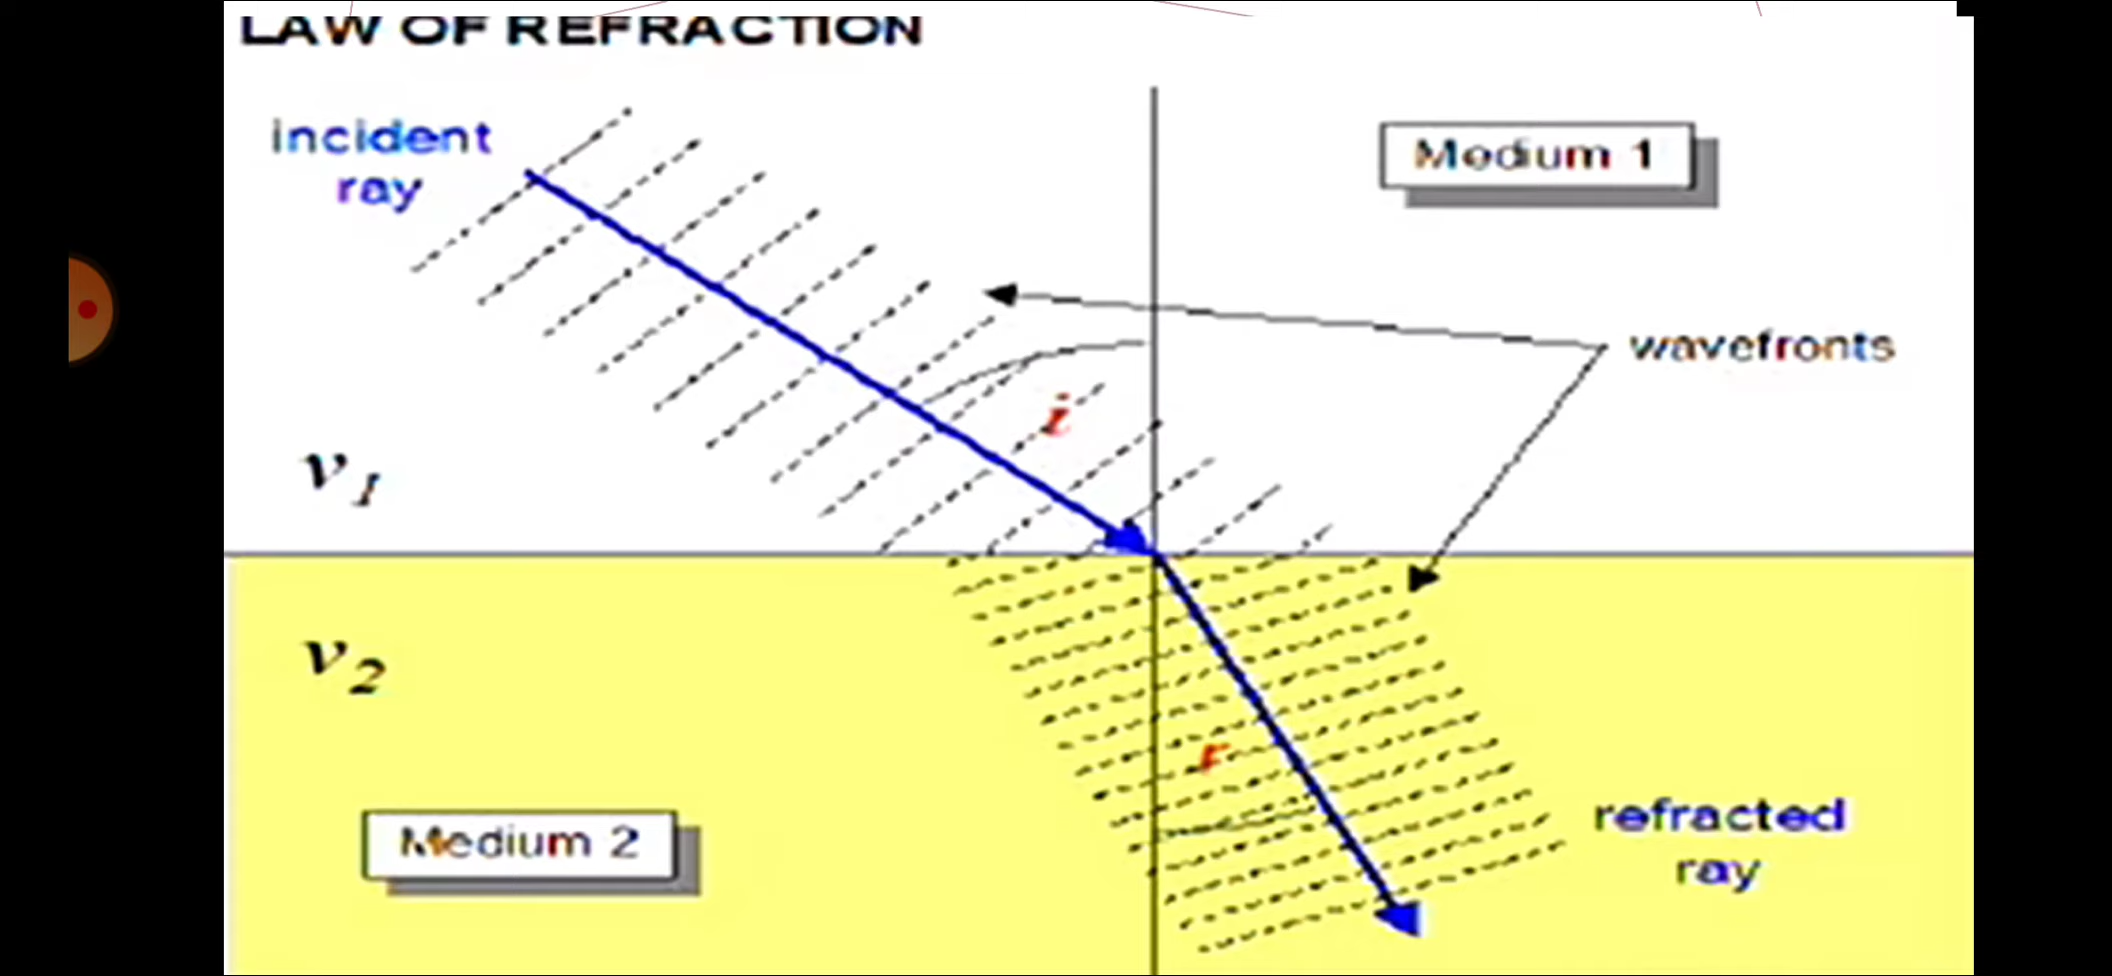 LAW OF REFRACTION
incident
ray
Medium 1
wavefronts
i
v1
v2
r
Medium 2
refracted
ray